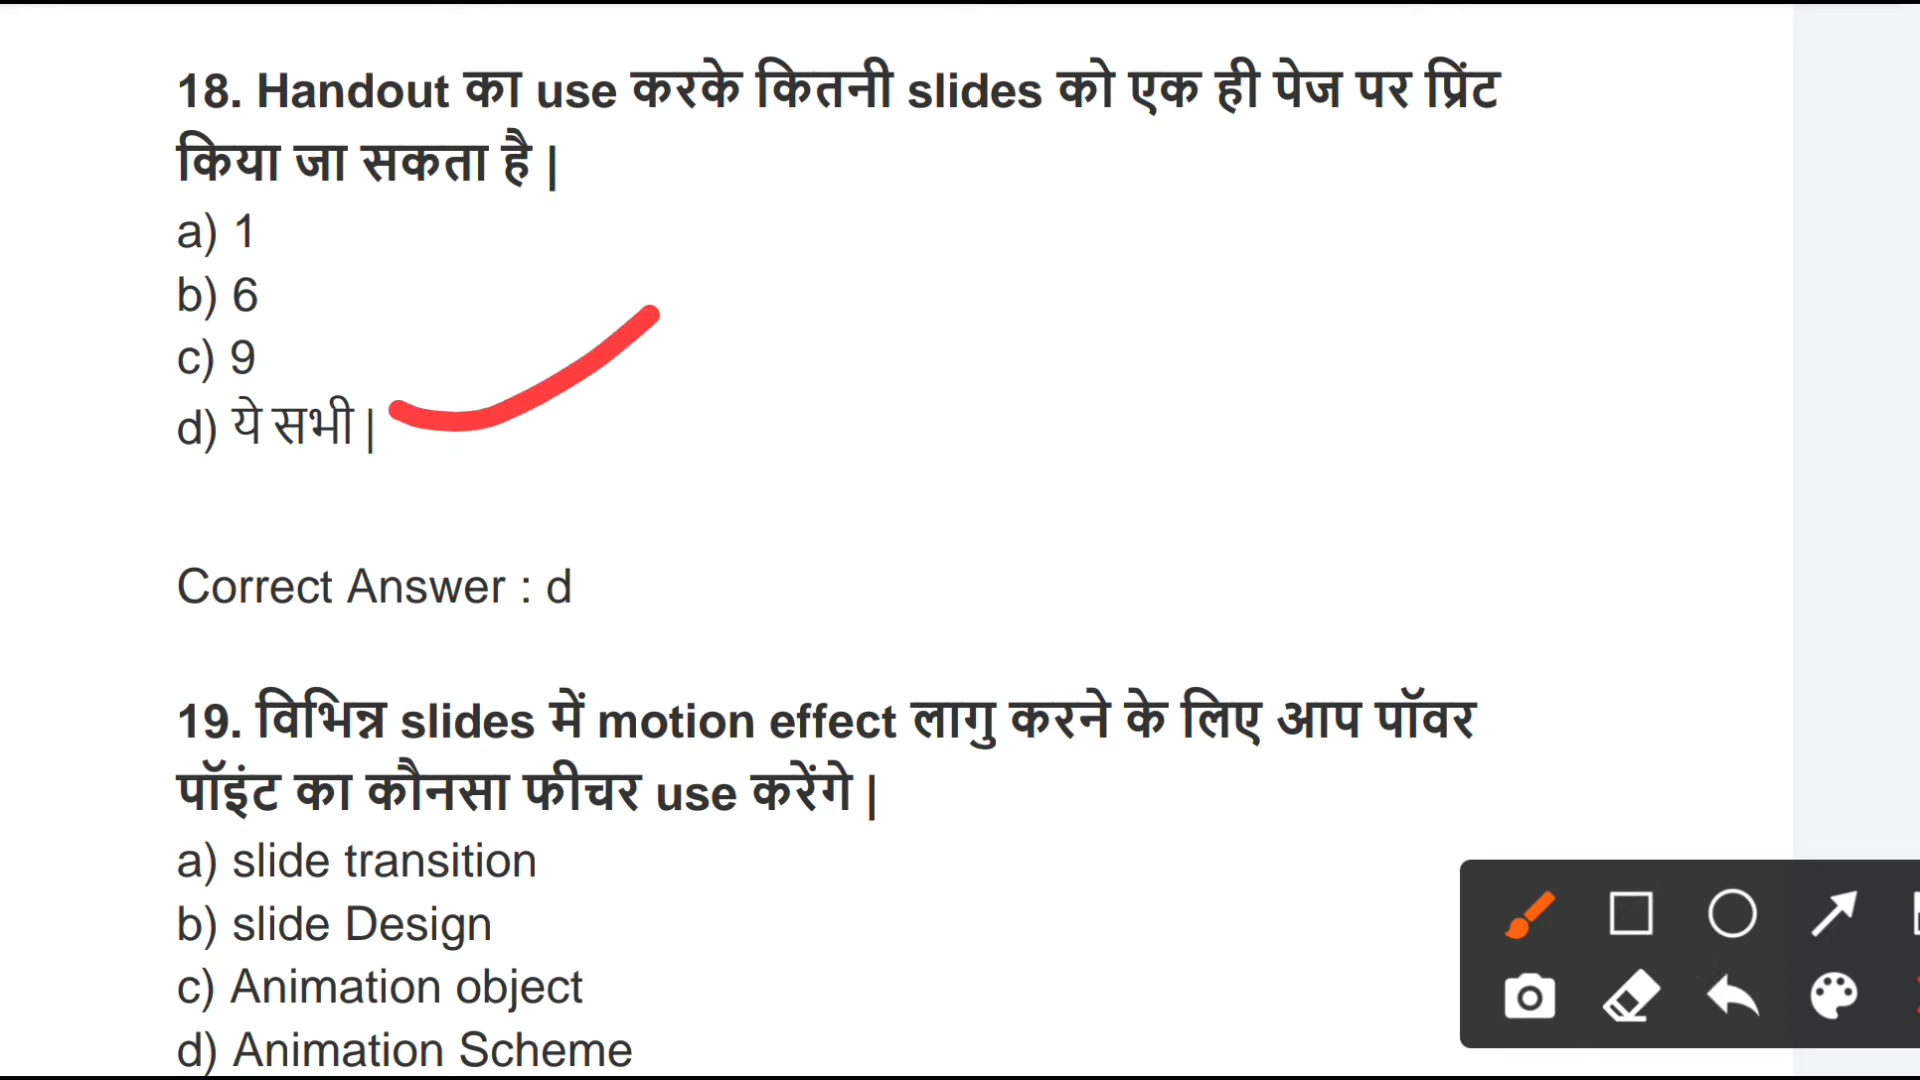 18. Handout का use करके कितनी slides को एक ही पेज पर प्रिंट
किया जा सकता है |
a) 1
b) 6
c) 9
d) ये सभी |
Correct Answer : d
19. विभिन्न slides में motion effect लागु करने के लिए आप पॉवर
पॉइंट का कौनसा फीचर use करेंगे |
a) slide transition
b) slide Design
c) Animation object
d) Animation Scheme